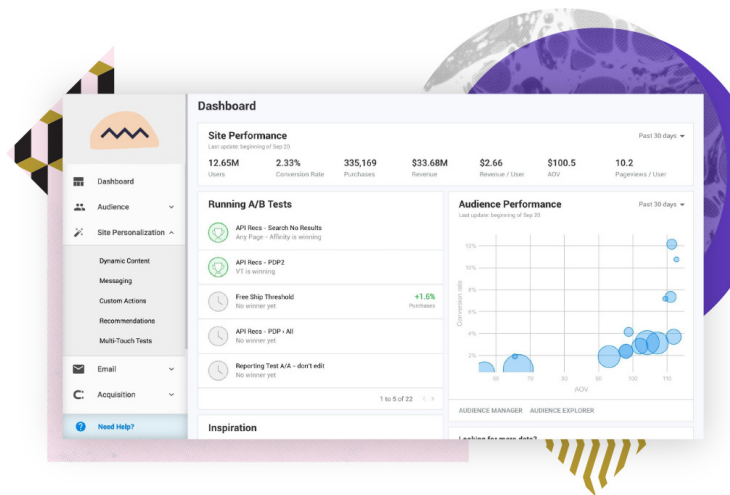 Dashboard
Site Performance
Past 30 days
Last update: beginning of Sep 20
12.65M
2.33%
335,169
$33.68M
$2.66
$100.5
10.2
Users
Conversion Rate
Purchases
Revenue
Revenue / User
AOV
Pageviews / User
Dashboard
Audience
Site Personalization
Dynamic Content
Messaging
Custom Actions
Recommendations
Multi-Touch Tests
Email
Acquisition
Need Help?
Running A/B Tests
API Recs - Search No Results
Any Page - Affinity is winning
API Recs - PDP2
VT is winning
Free Ship Threshold
+1.6%
No winner yet
Purchases
API Recs - PDP - All
No winner yet
Reporting Test A/A - don't edit
No winner yet
1 to 5 of 22
Inspiration
Audience Performance
Past 30 days
Last update: beginning of Sep 20
Conversion rate
12%
10%
8%
6%
4%
2%
60
70
80
90
100
110
AOV
AUDIENCE MANAGER
AUDIENCE EXPLORER
Looking for more data?